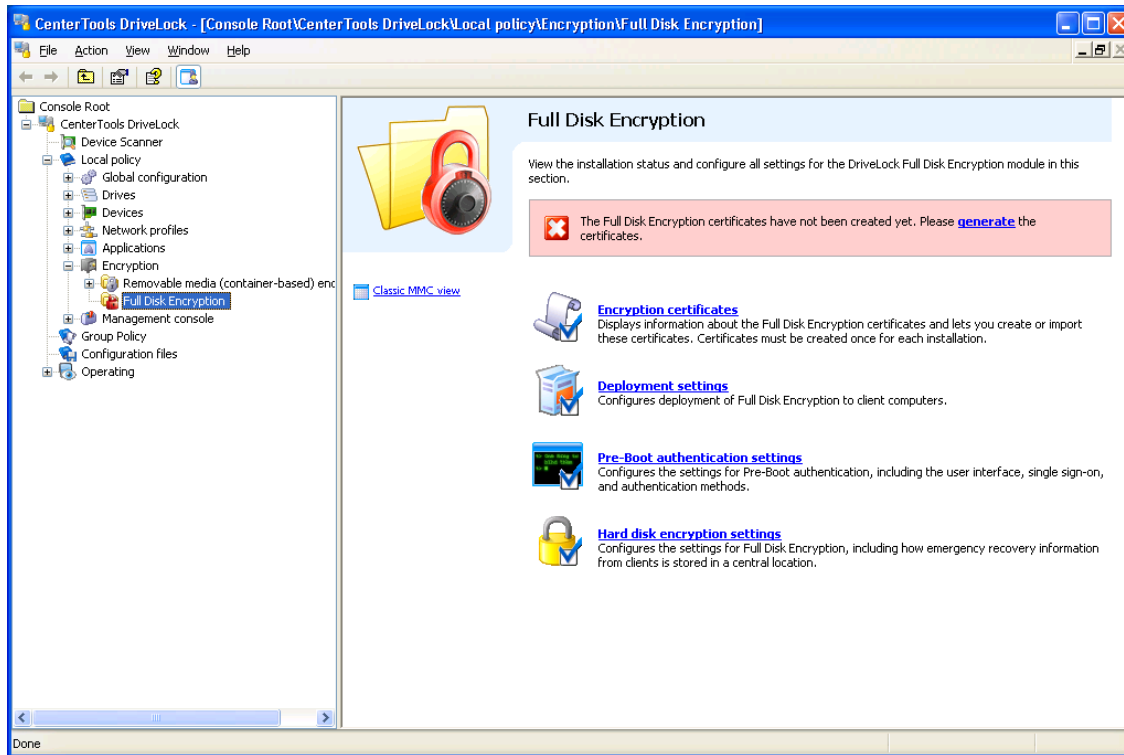 CenterTools DriveLock - [Console Root\CenterTools DriveLock\Local policy\Encryption\Full Disk Encryption]
File Action View Window Help
Console Root
CenterTools DriveLock
Device Scanner
Local policy
Global configuration
Drives
Devices
Network profiles
Applications
Encryption
Removable media (container-based) enc
Full Disk Encryption
Management console
Group Policy
Configuration files
Operating
Full Disk Encryption
View the installation status and configure all settings for the DriveLock Full Disk Encryption module in this
section.
The Full Disk Encryption certificates have not been created yet. Please generate the
certificates.
Classic MMC view
Encryption certificates
Displays information about the Full Disk Encryption certificates and lets you create or import
these certificates. Certificates must be created once for each installation.
Deployment settings
Configures deployment of Full Disk Encryption to client computers.
Pre-Boot authentication settings
Configures the settings for Pre-Boot authentication, including the user interface, single sign-on,
and authentication methods.
Hard disk encryption settings
Configures the settings for Full Disk Encryption, including how emergency recovery information
from clients is stored in a central location.
Done